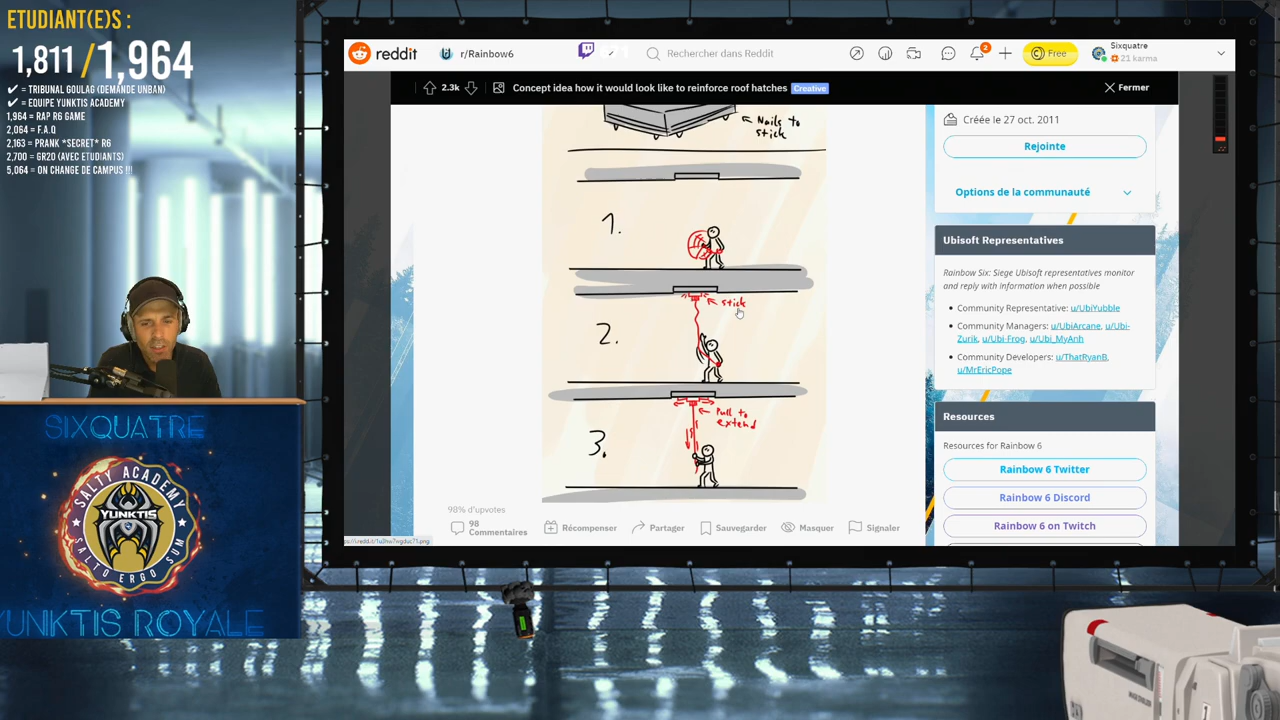 ETUDIANT(E)S :
1,811 / 1,964
✓ = TRIBUNAL GOULAG (DEMANDE UNBAN)
✓ = EQUIPE YUNKTIS ACADEMY
1,964 = RAP R6 GAME
2,064 = F.A.Q
2,163 = PRANK *SECRET* R6
2,700 = GR20 (AVEC ETUDIANTS)
5,064 = ON CHANGE DE CAMPUS !!!
reddit
r/Rainbow6
Rechercher dans Reddit
2
Free
Sixquatre
21 karma
2.3k
Concept idea how it would look like to reinforce roof hatches
Creative
Fermer
Nails to
stick
1.
stick
2.
Pull to
extend
3.
98% d'upvotes
98
Commentaires
Récompenser
Partager
Sauvegarder
Masquer
Signaler
Créée le 27 oct. 2011
Rejointe
Options de la communauté
Ubisoft Representatives
Rainbow Six: Siege Ubisoft representatives monitor
and reply with information when possible
Community Representative: u/UbiYubble
Community Managers: u/UbiArcane, u/Ubi-
Zurik, u/Ubi-Frog, u/Ubi_MyAnh
Community Developers: u/ThatRyanB,
u/MrEricPope
Resources
Resources for Rainbow 6
Rainbow 6 Twitter
Rainbow 6 Discord
Rainbow 6 on Twitch
SIXQUATRE
SALTY ACADEMY
YUNKTIS
SALTO ERGO SUM
YUNKTIS ROYALE